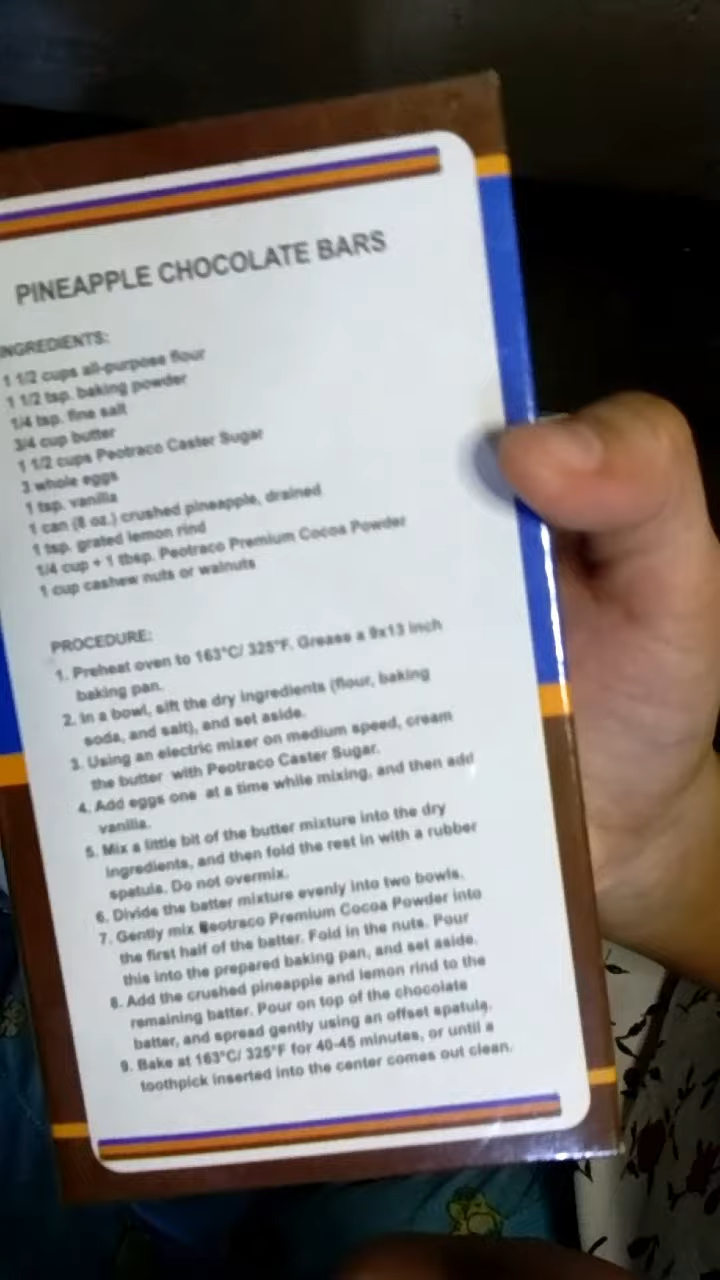 PINEAPPLE CHOCOLATE BARS
INGREDIENTS:
1 1/2 cups all-purpose flour
1 1/2 tsp. baking powder
1/4 tsp. fine salt
3/4 cup butter
1 1/2 cups Peotraco Caster Sugar
3 whole eggs
1 tsp. vanilla
1 can (8 oz.) crushed pineapple, drained
1 tsp. grated lemon rind
1/4 cup + 1 tbsp. Peotraco Premium Cocoa Powder
1 cup cashew nuts or walnuts
PROCEDURE:
1. Preheat oven to 163°C/ 325°F. Grease a 9x13 inch
baking pan.
2. In a bowl, sift the dry ingredients (flour, baking
soda, and salt), and set aside.
3. Using an electric mixer on medium speed, cream
the butter with Peotraco Caster Sugar.
4. Add eggs one at a time while mixing, and then add
vanilla.
5. Mix a little bit of the butter mixture into the dry
ingredients, and then fold the rest in with a rubber
spatula. Do not overmix.
6. Divide the batter mixture evenly into two bowls.
7. Gently mix Peotraco Premium Cocoa Powder into
the first half of the batter. Fold in the nuts. Pour
this into the prepared baking pan, and set aside.
8. Add the crushed pineapple and lemon rind to the
remaining batter. Pour on top of the chocolate
batter, and spread gently using an offset spatula.
9. Bake at 163°C/ 325°F for 40-45 minutes, or until a
toothpick inserted into the center comes out clean.